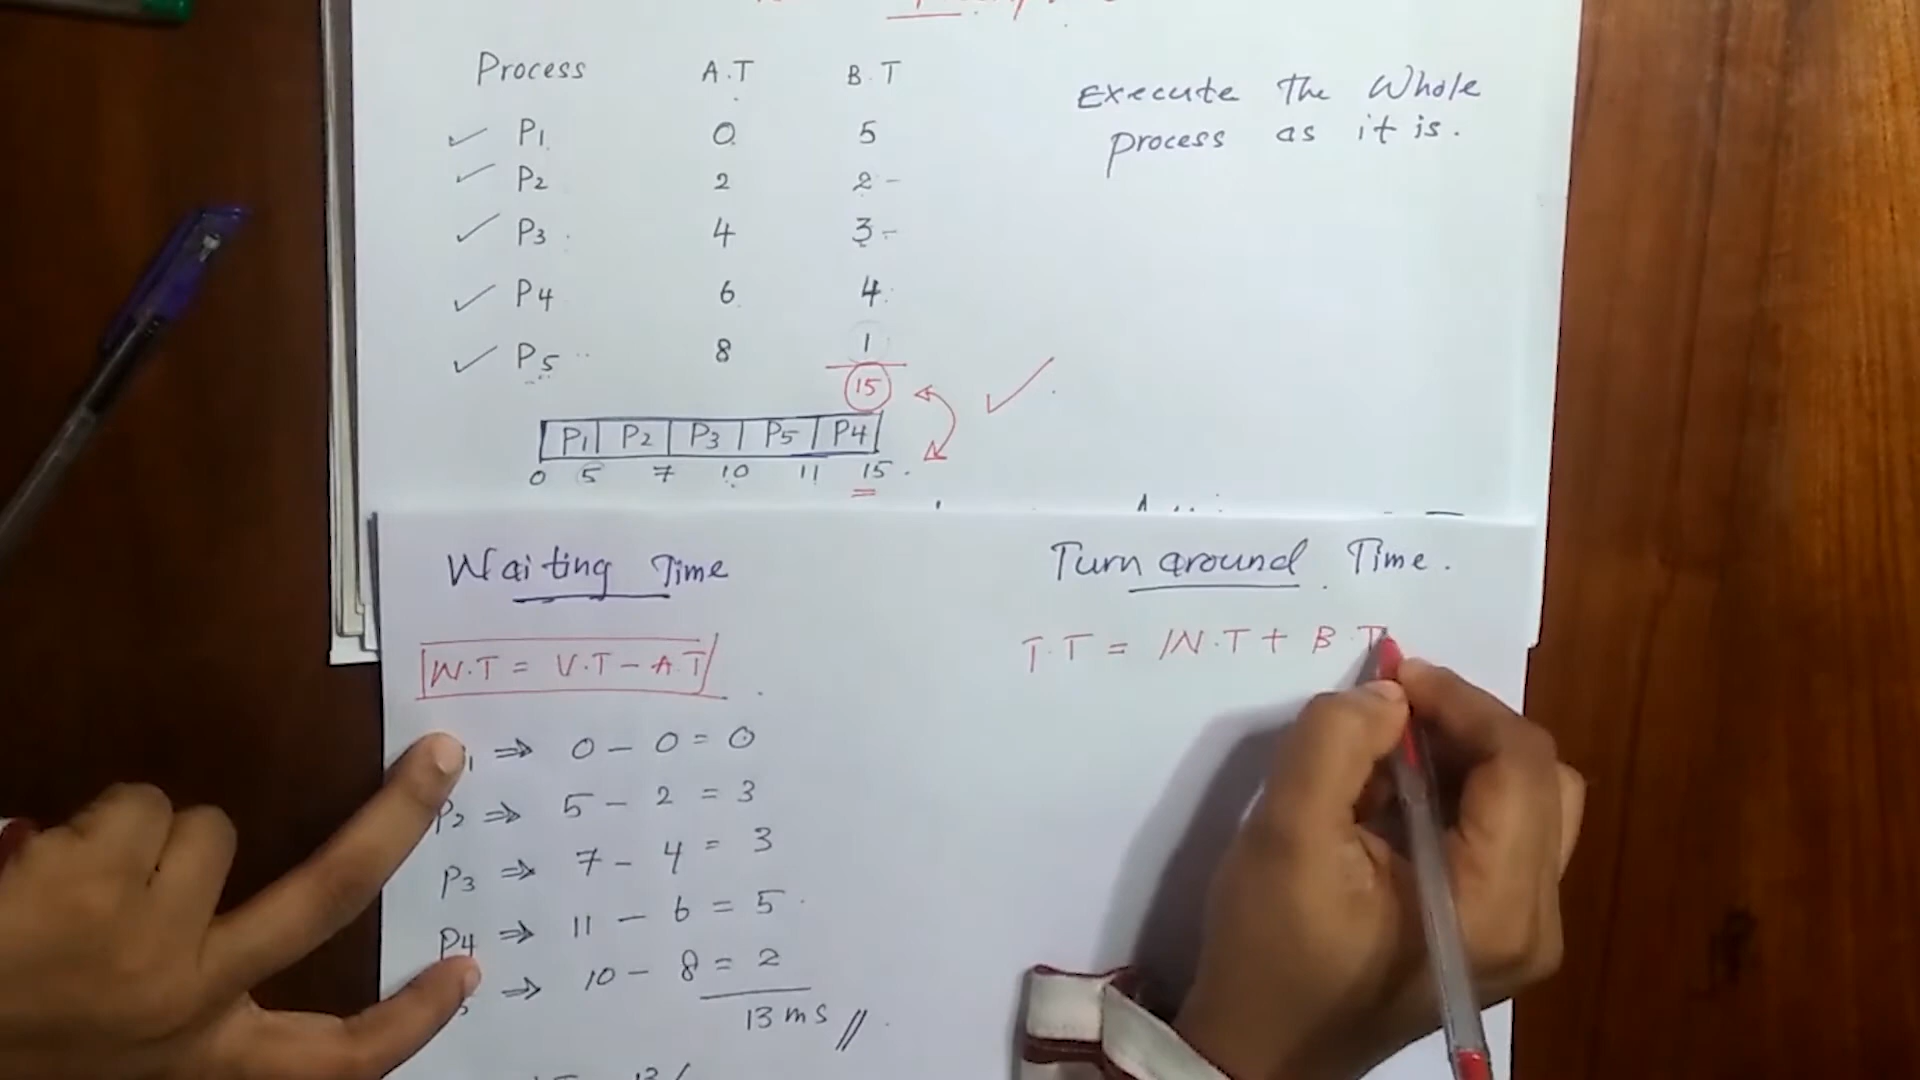 Process A.T B.T
P1 0 5
P2 2 2
P3 4 3
P4 6 4
P5 8 1
15
Execute The Whole
process as it is.
P1 P2 P3 P5 P4
0 5 7 10 11 15
Waiting Time
W.T = V.T - A.T
1 ⇒ 0 - 0 = 0
P2 ⇒ 5 - 2 = 3
P3 ⇒ 7 - 4 = 3
P4 ⇒ 11 - 6 = 5
⇒ 10 - 8 = 2
13 ms //
Turn around Time.
T.T = W.T + B.T